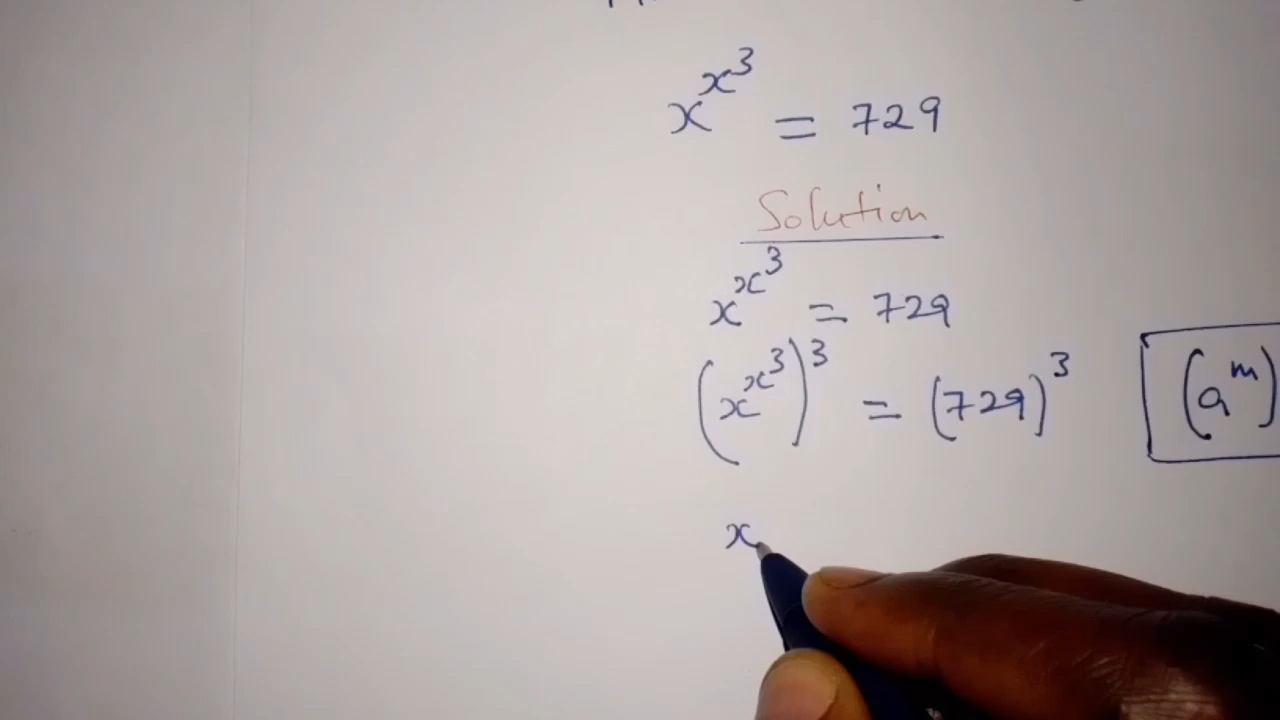 x^x^3 = 729
Solution
x^x^3 = 729
(x^x^3)^3 = (729)^3
(a^m)
x